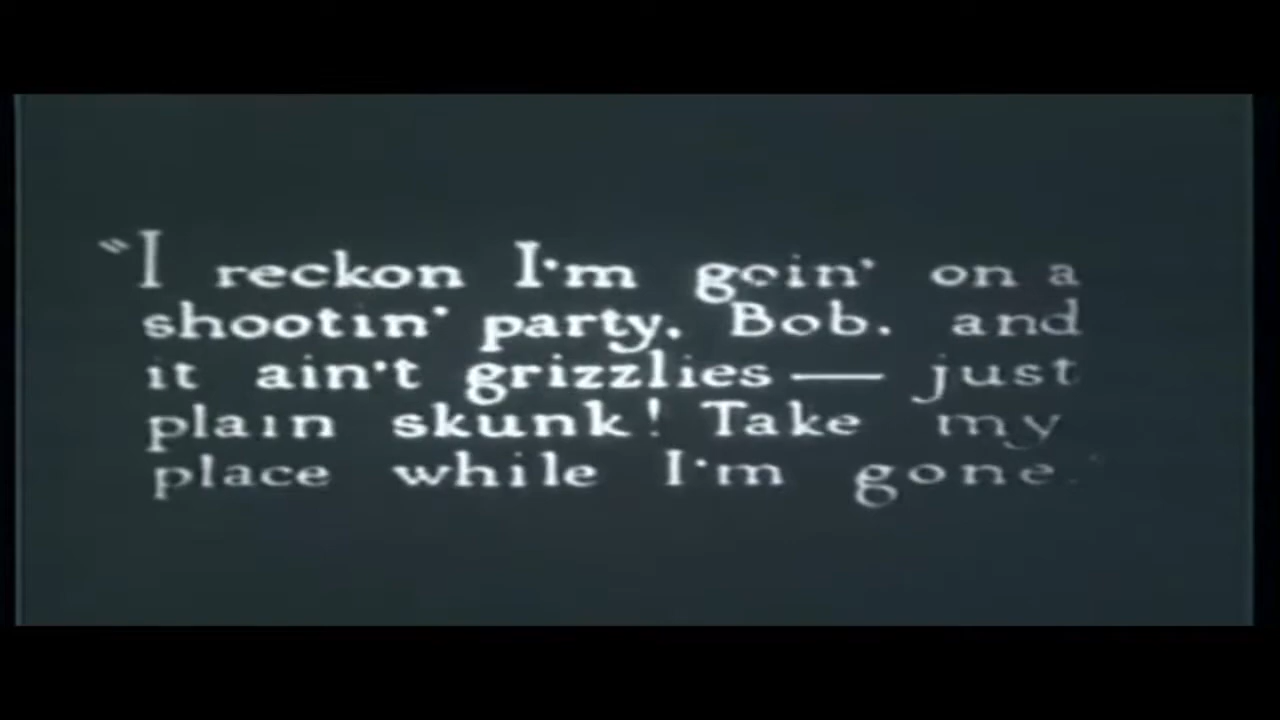 "I reckon I'm goin' on a
shootin' party, Bob, and
it ain't grizzlies — just
plain skunk! Take my
place while I'm gone."